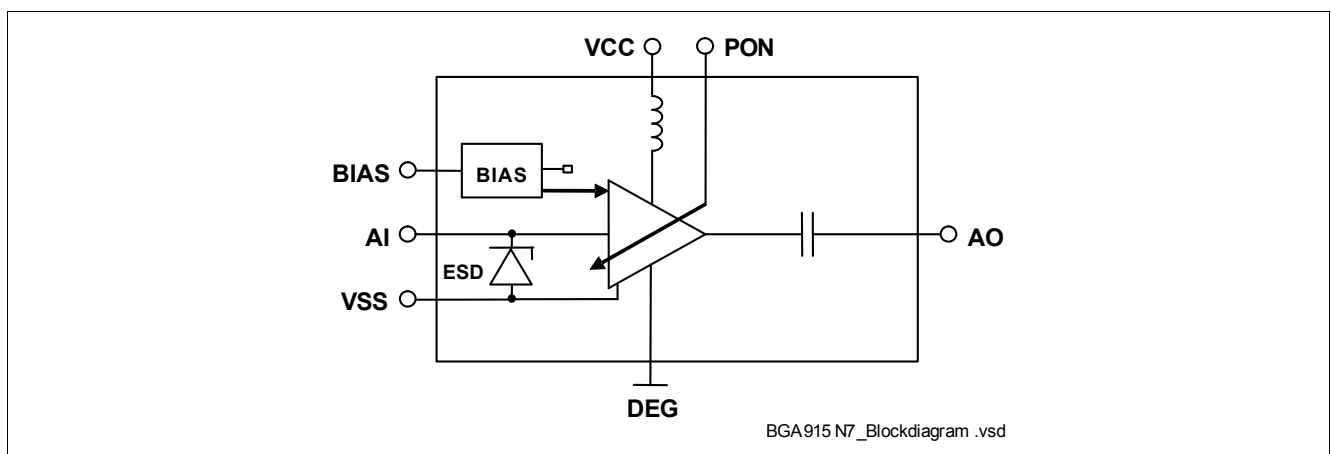 VCC PON
BIAS BIAS
AI AO
ESD
VSS
DEG
BGA915 N7_Blockdiagram .vsd